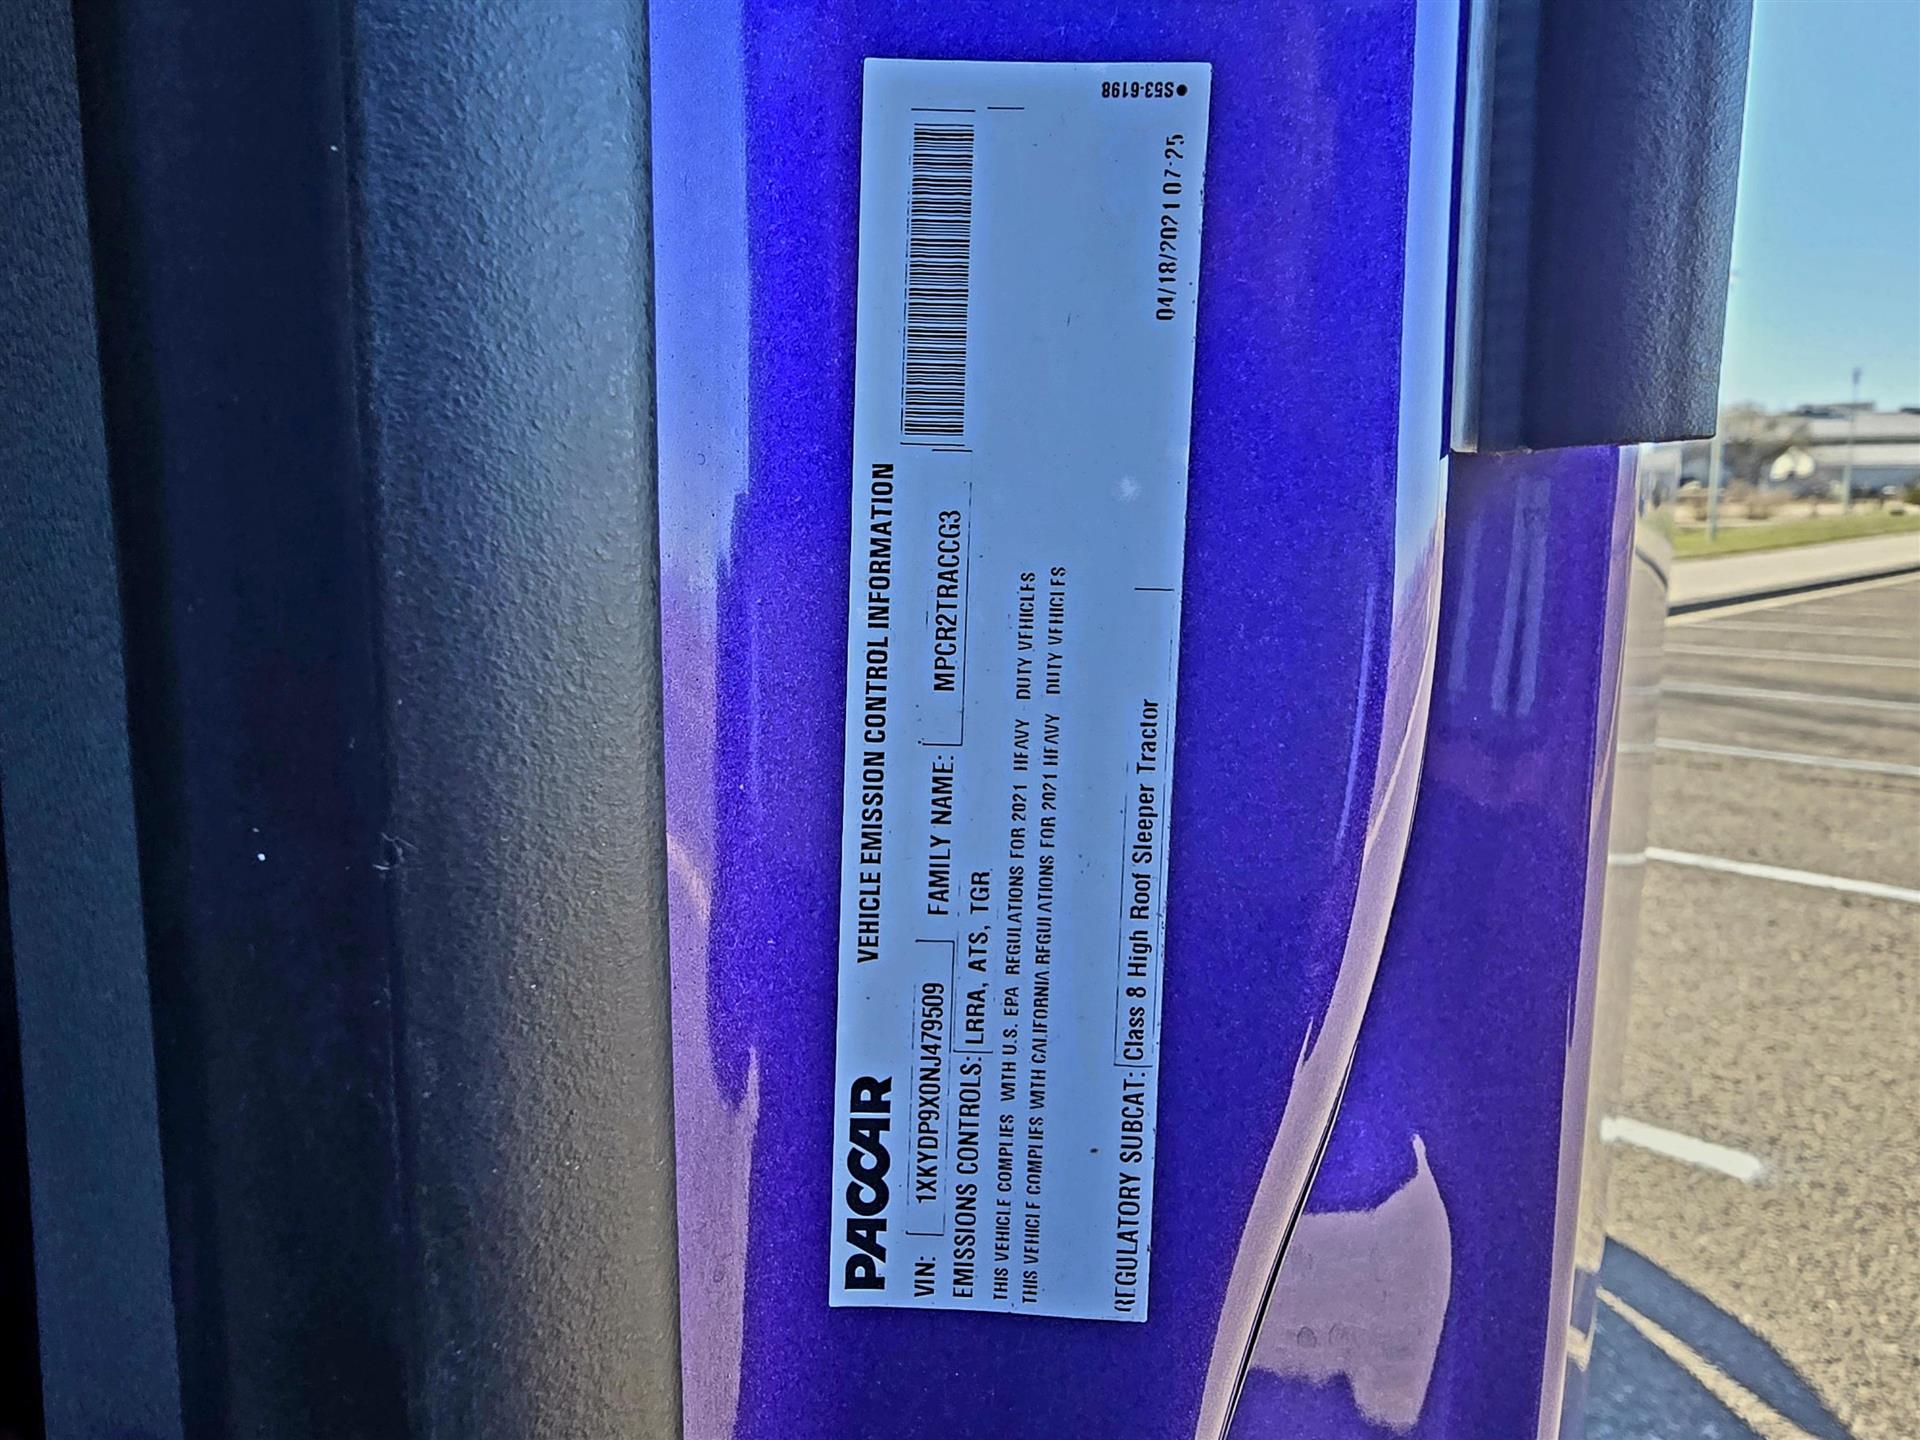 PACCAR VEHICLE EMISSION CONTROL INFORMATION
VIN: 1XKYDP9X0NJ479509 FAMILY NAME: MPCR2TRACCG3
EMISSIONS CONTROLS: LRRA, ATS, TGR
THIS VEHICLE COMPLIES WITH U.S. EPA REGULATIONS FOR 2021 HEAVY DUTY VEHICLES
THIS VEHICLE COMPLIES WITH CALIFORNIA REGULATIONS FOR 2021 HEAVY DUTY VEHICLES
REGULATORY SUBCAT: Class 8 High Roof Sleeper Tractor
04/18/2021 07:25
●S53-6198